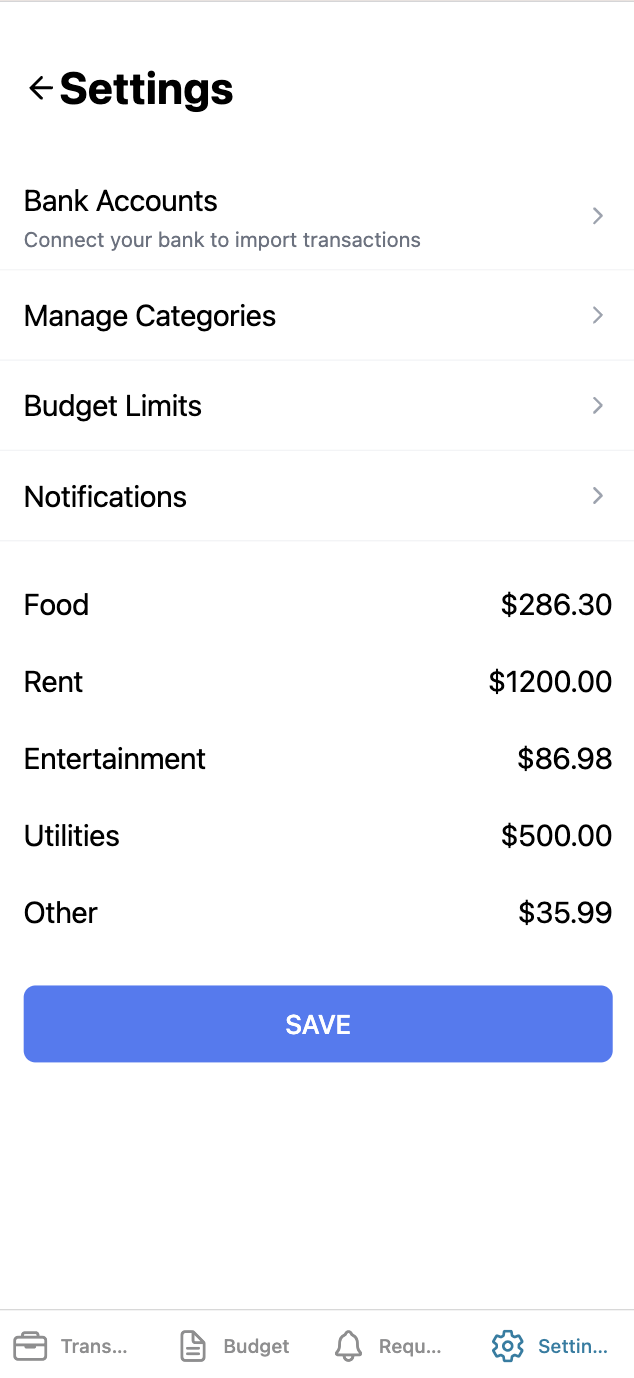 Settings
Bank Accounts
Connect your bank to import transactions
Manage Categories
Budget Limits
Notifications
Food $286.30
Rent $1200.00
Entertainment $86.98
Utilities $500.00
Other $35.99
SAVE
Trans... Budget Requ... Settin...